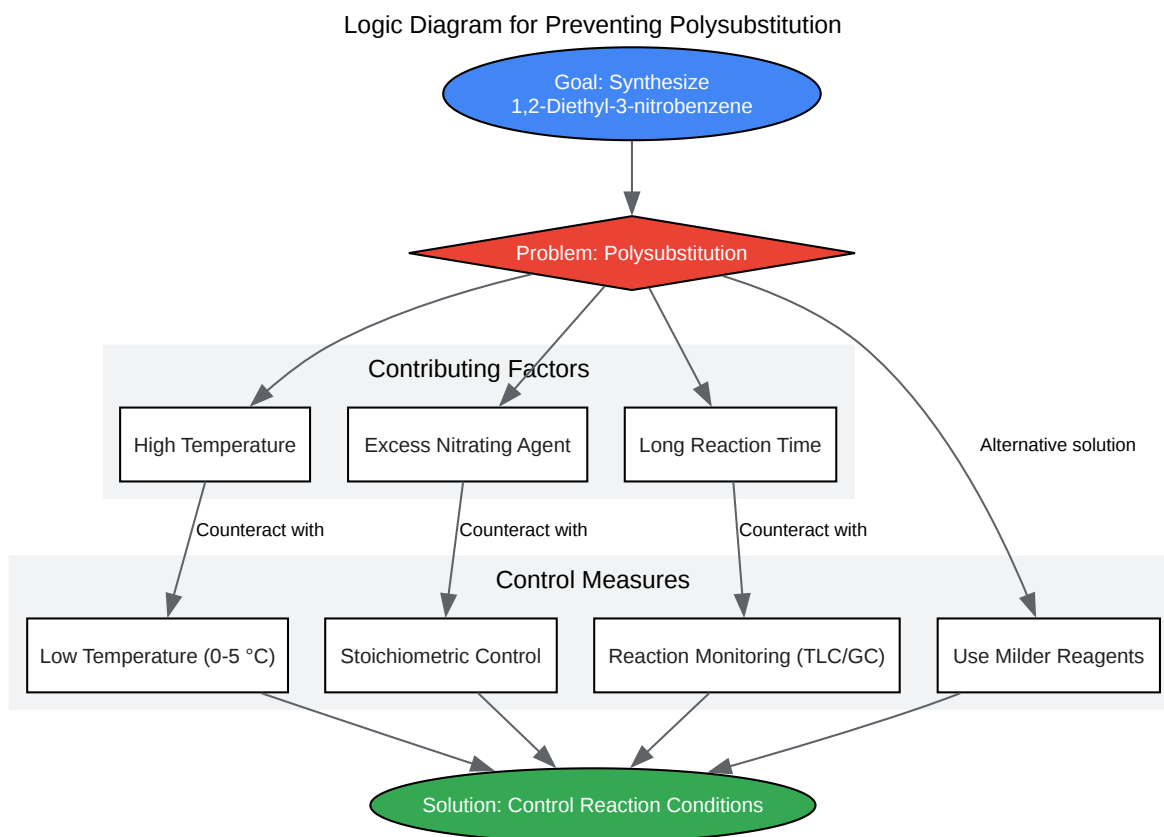 Logic Diagram for Preventing Polysubstitution
Goal: Synthesize
1,2-Diethyl-3-nitrobenzene
Problem: Polysubstitution
Contributing Factors
High Temperature
Excess Nitrating Agent
Long Reaction Time
Alternative solution
Counteract with
Counteract with
Counteract with
Control Measures
Low Temperature (0-5 °C)
Stoichiometric Control
Reaction Monitoring (TLC/GC)
Use Milder Reagents
Solution: Control Reaction Conditions